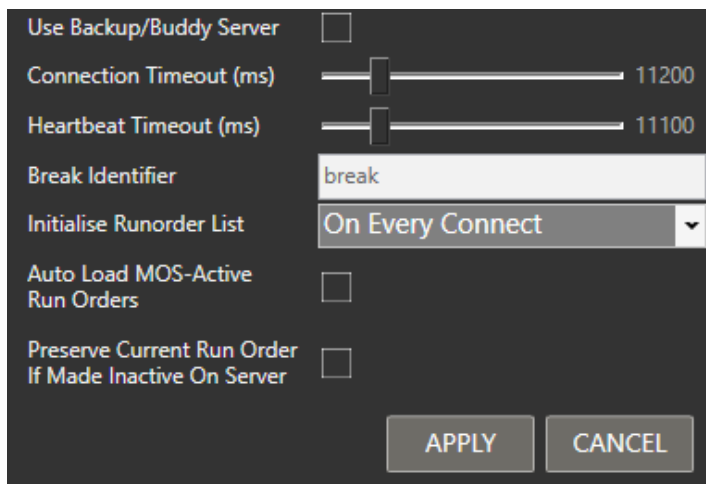 Use Backup/Buddy Server
Connection Timeout (ms) 11200
Heartbeat Timeout (ms) 11100
Break Identifier break
Initialise Runorder List On Every Connect
Auto Load MOS-Active
Run Orders
Preserve Current Run Order
If Made Inactive On Server
APPLY CANCEL